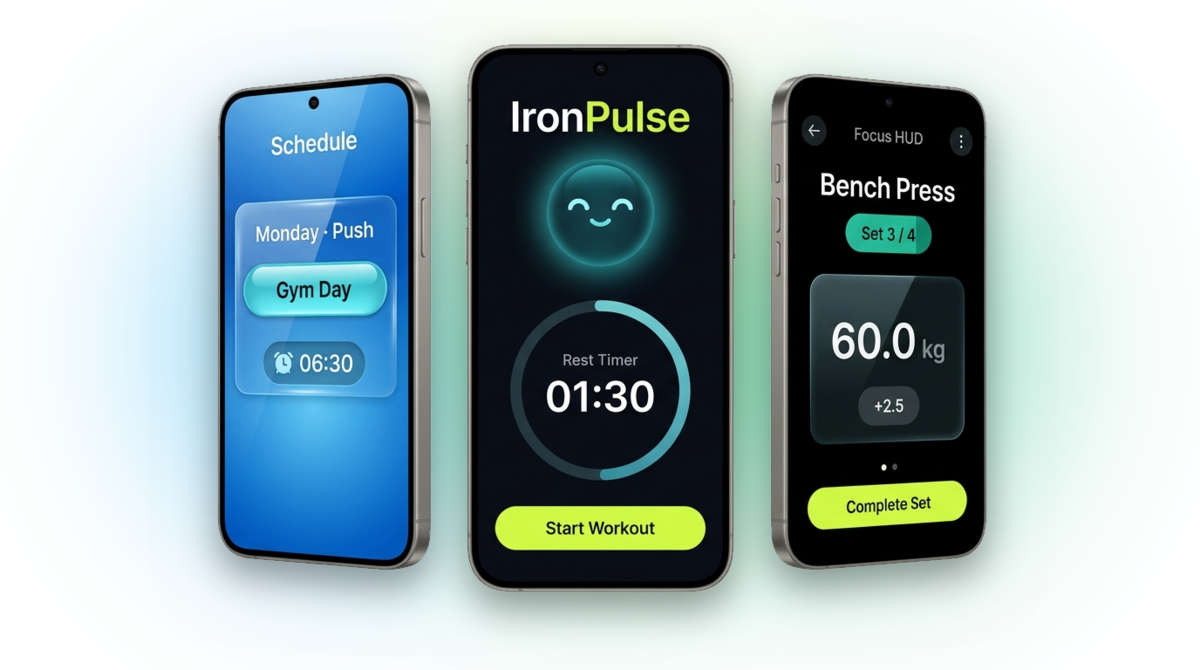 Schedule
Monday · Push
Gym Day
06:30
IronPulse
Rest Timer
01:30
Start Workout
Focus HUD
Bench Press
Set 3 / 4
60.0 kg
+2.5
Complete Set